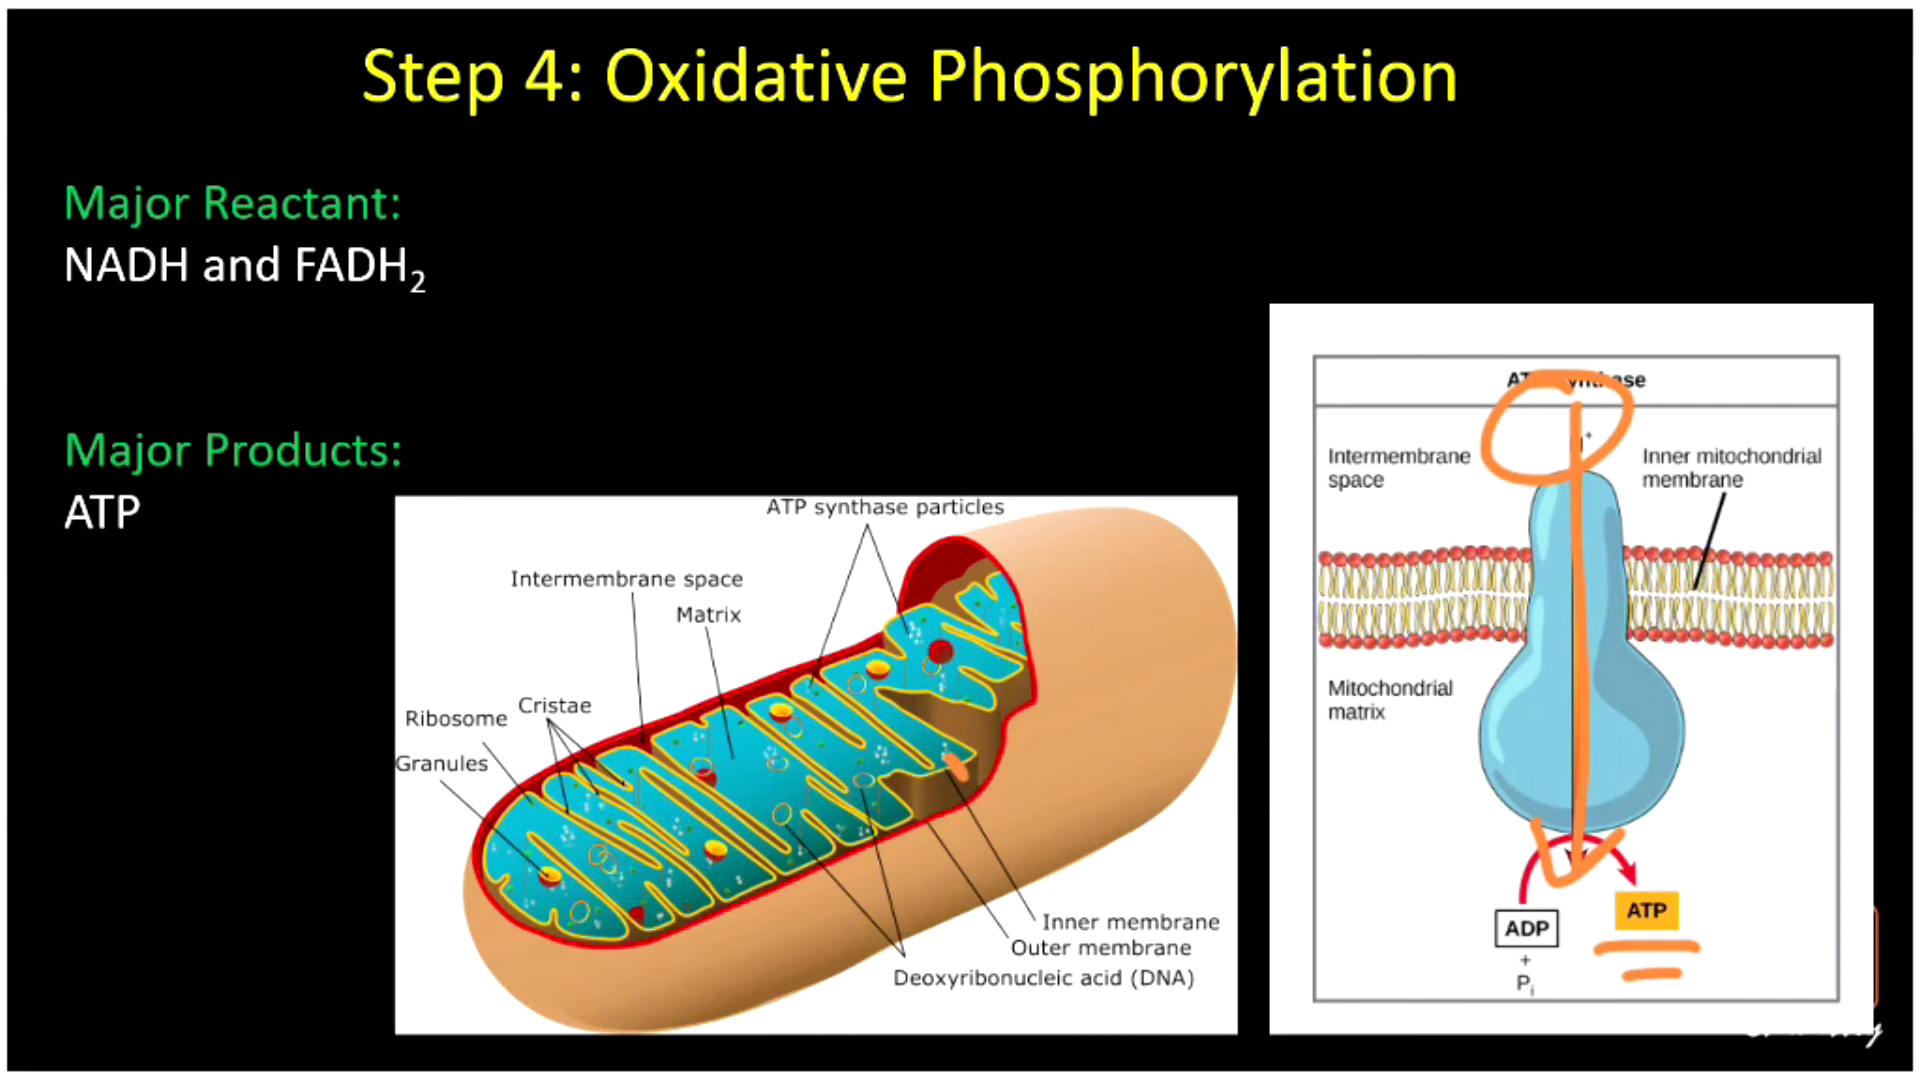 Step 4: Oxidative Phosphorylation
Major Reactant:
NADH and FADH₂
Major Products:
ATP
ATP synthase particles
Intermembrane space
Matrix
Cristae
Ribosome
Granules
Inner membrane
Outer membrane
Deoxyribonucleic acid (DNA)
Intermembrane
space
Inner mitochondrial
membrane
Mitochondrial
matrix
ADP
+
Pᵢ
ATP